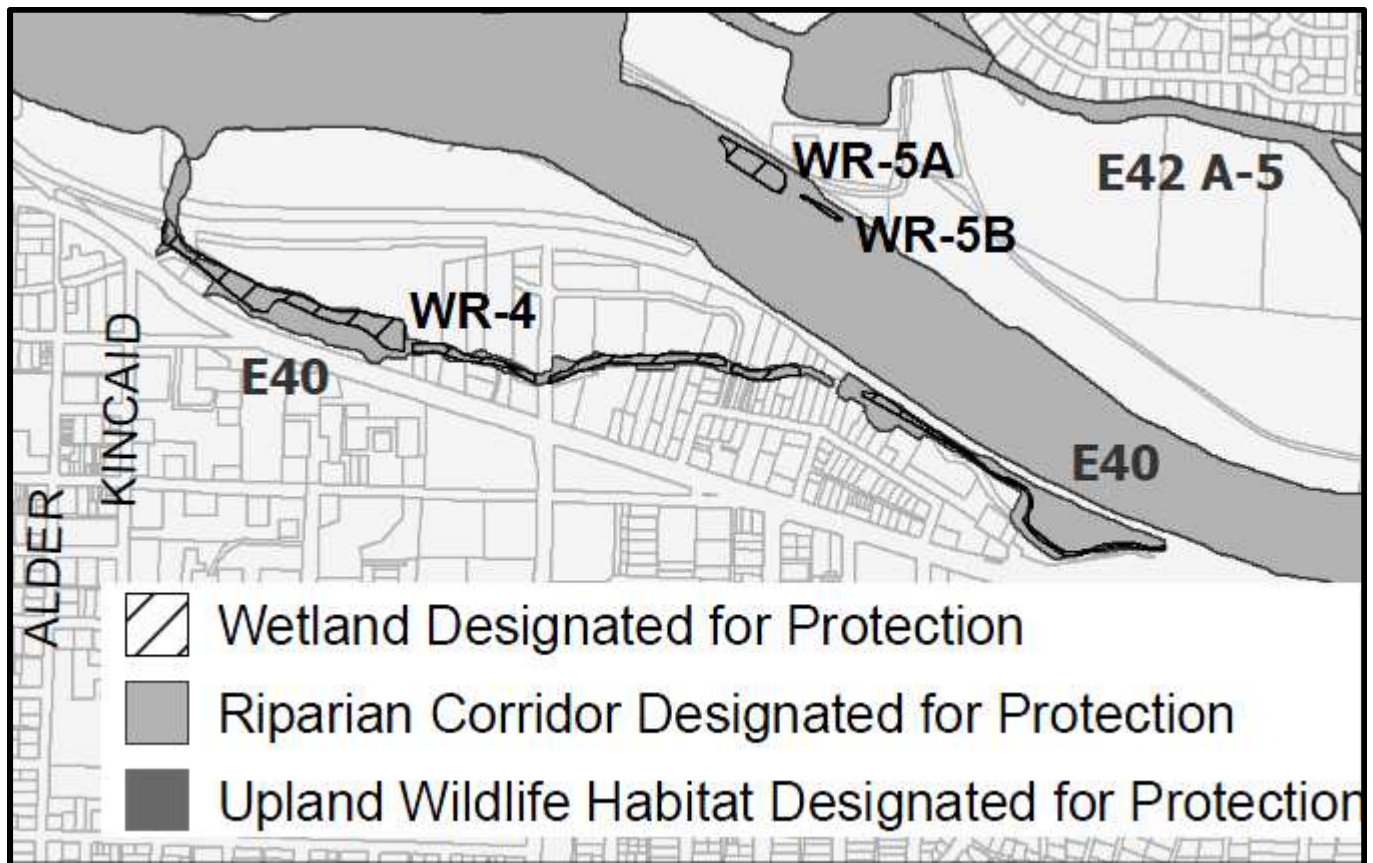 WR-5A
E42 A-5
WR-5B
WR-4
E40
KINCAID
E40
ALDER
Wetland Designated for Protection
Riparian Corridor Designated for Protection
Upland Wildlife Habitat Designated for Protection